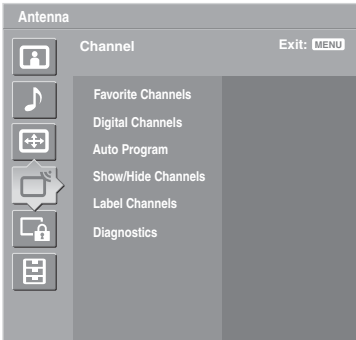 Antenna
Channel
Exit: MENU
Favorite Channels
Digital Channels
Auto Program
Show/Hide Channels
Label Channels
Diagnostics